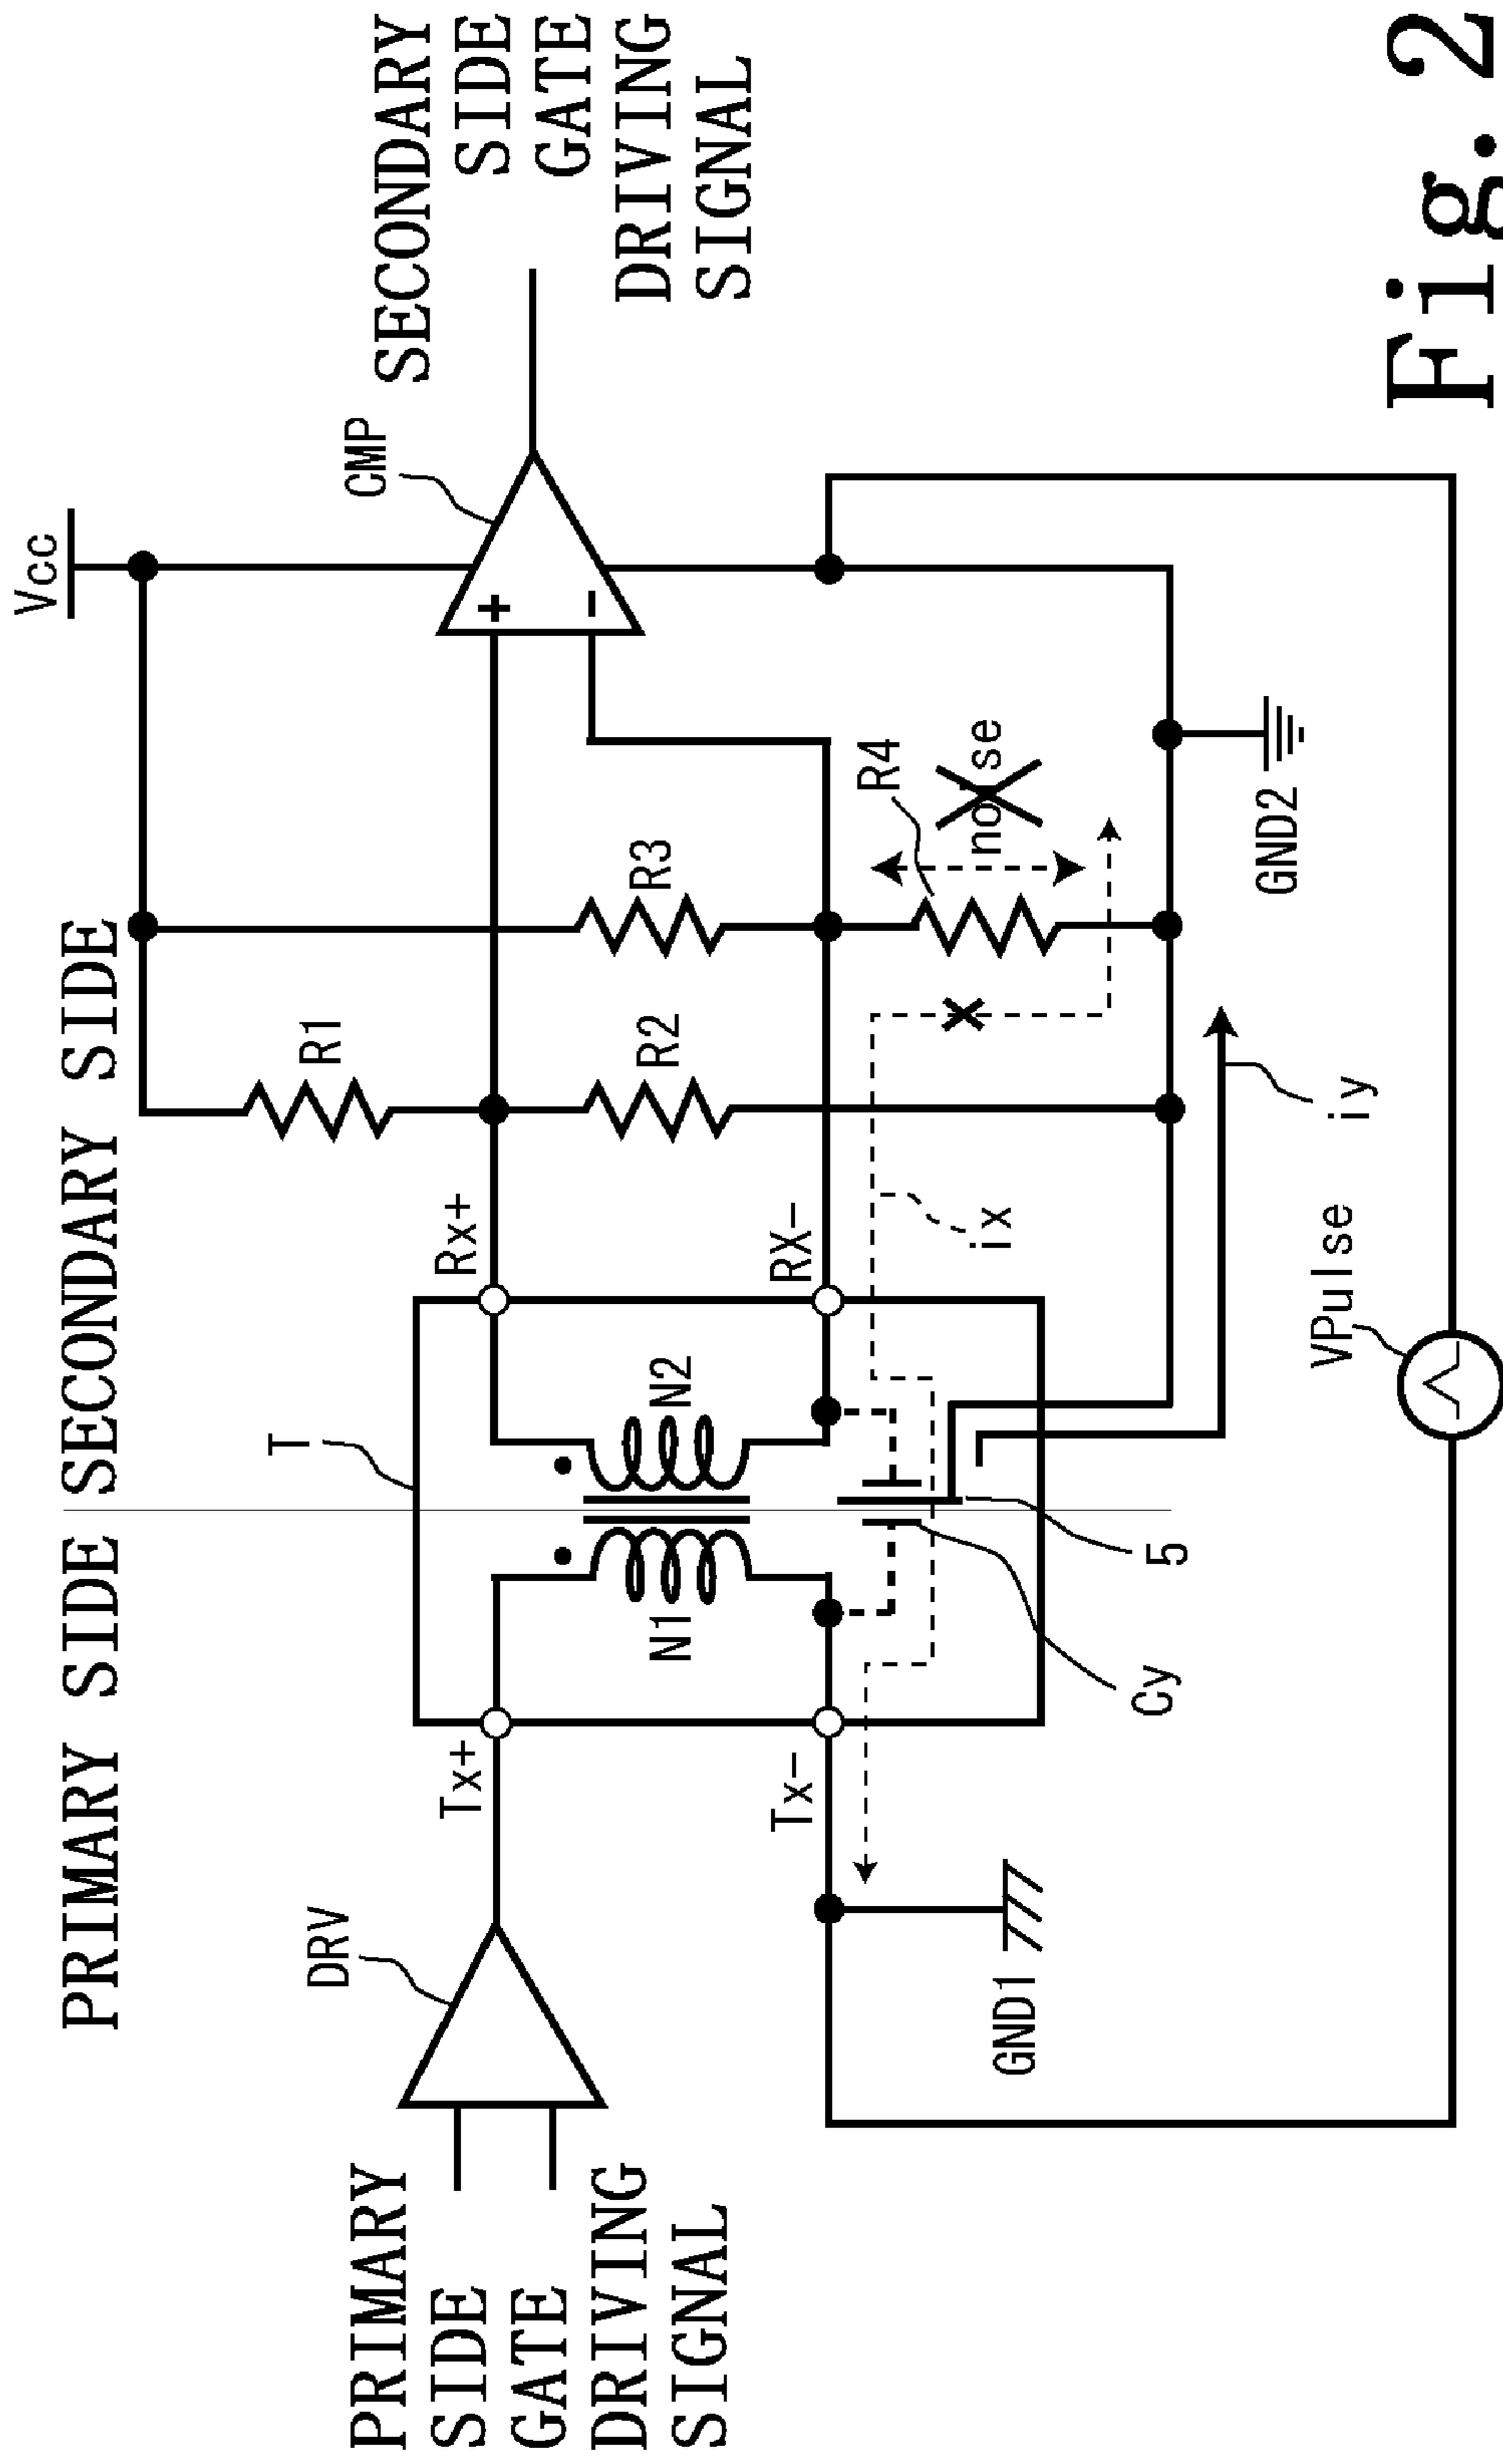 PRIMARY SIDE SECONDARY SIDE
Vcc
PRIMARY
SIDE
GATE
DRIVING
SIGNAL
DRV
Tx+
Tx-
GND1
T
N1
N2
Cy
5
Rx+
RX-
R1
R2
R3
R4
noise
ix
iy
GND2
VPulse
CMP
+
-
SECONDARY
SIDE
GATE
DRIVING
SIGNAL
Fig. 2